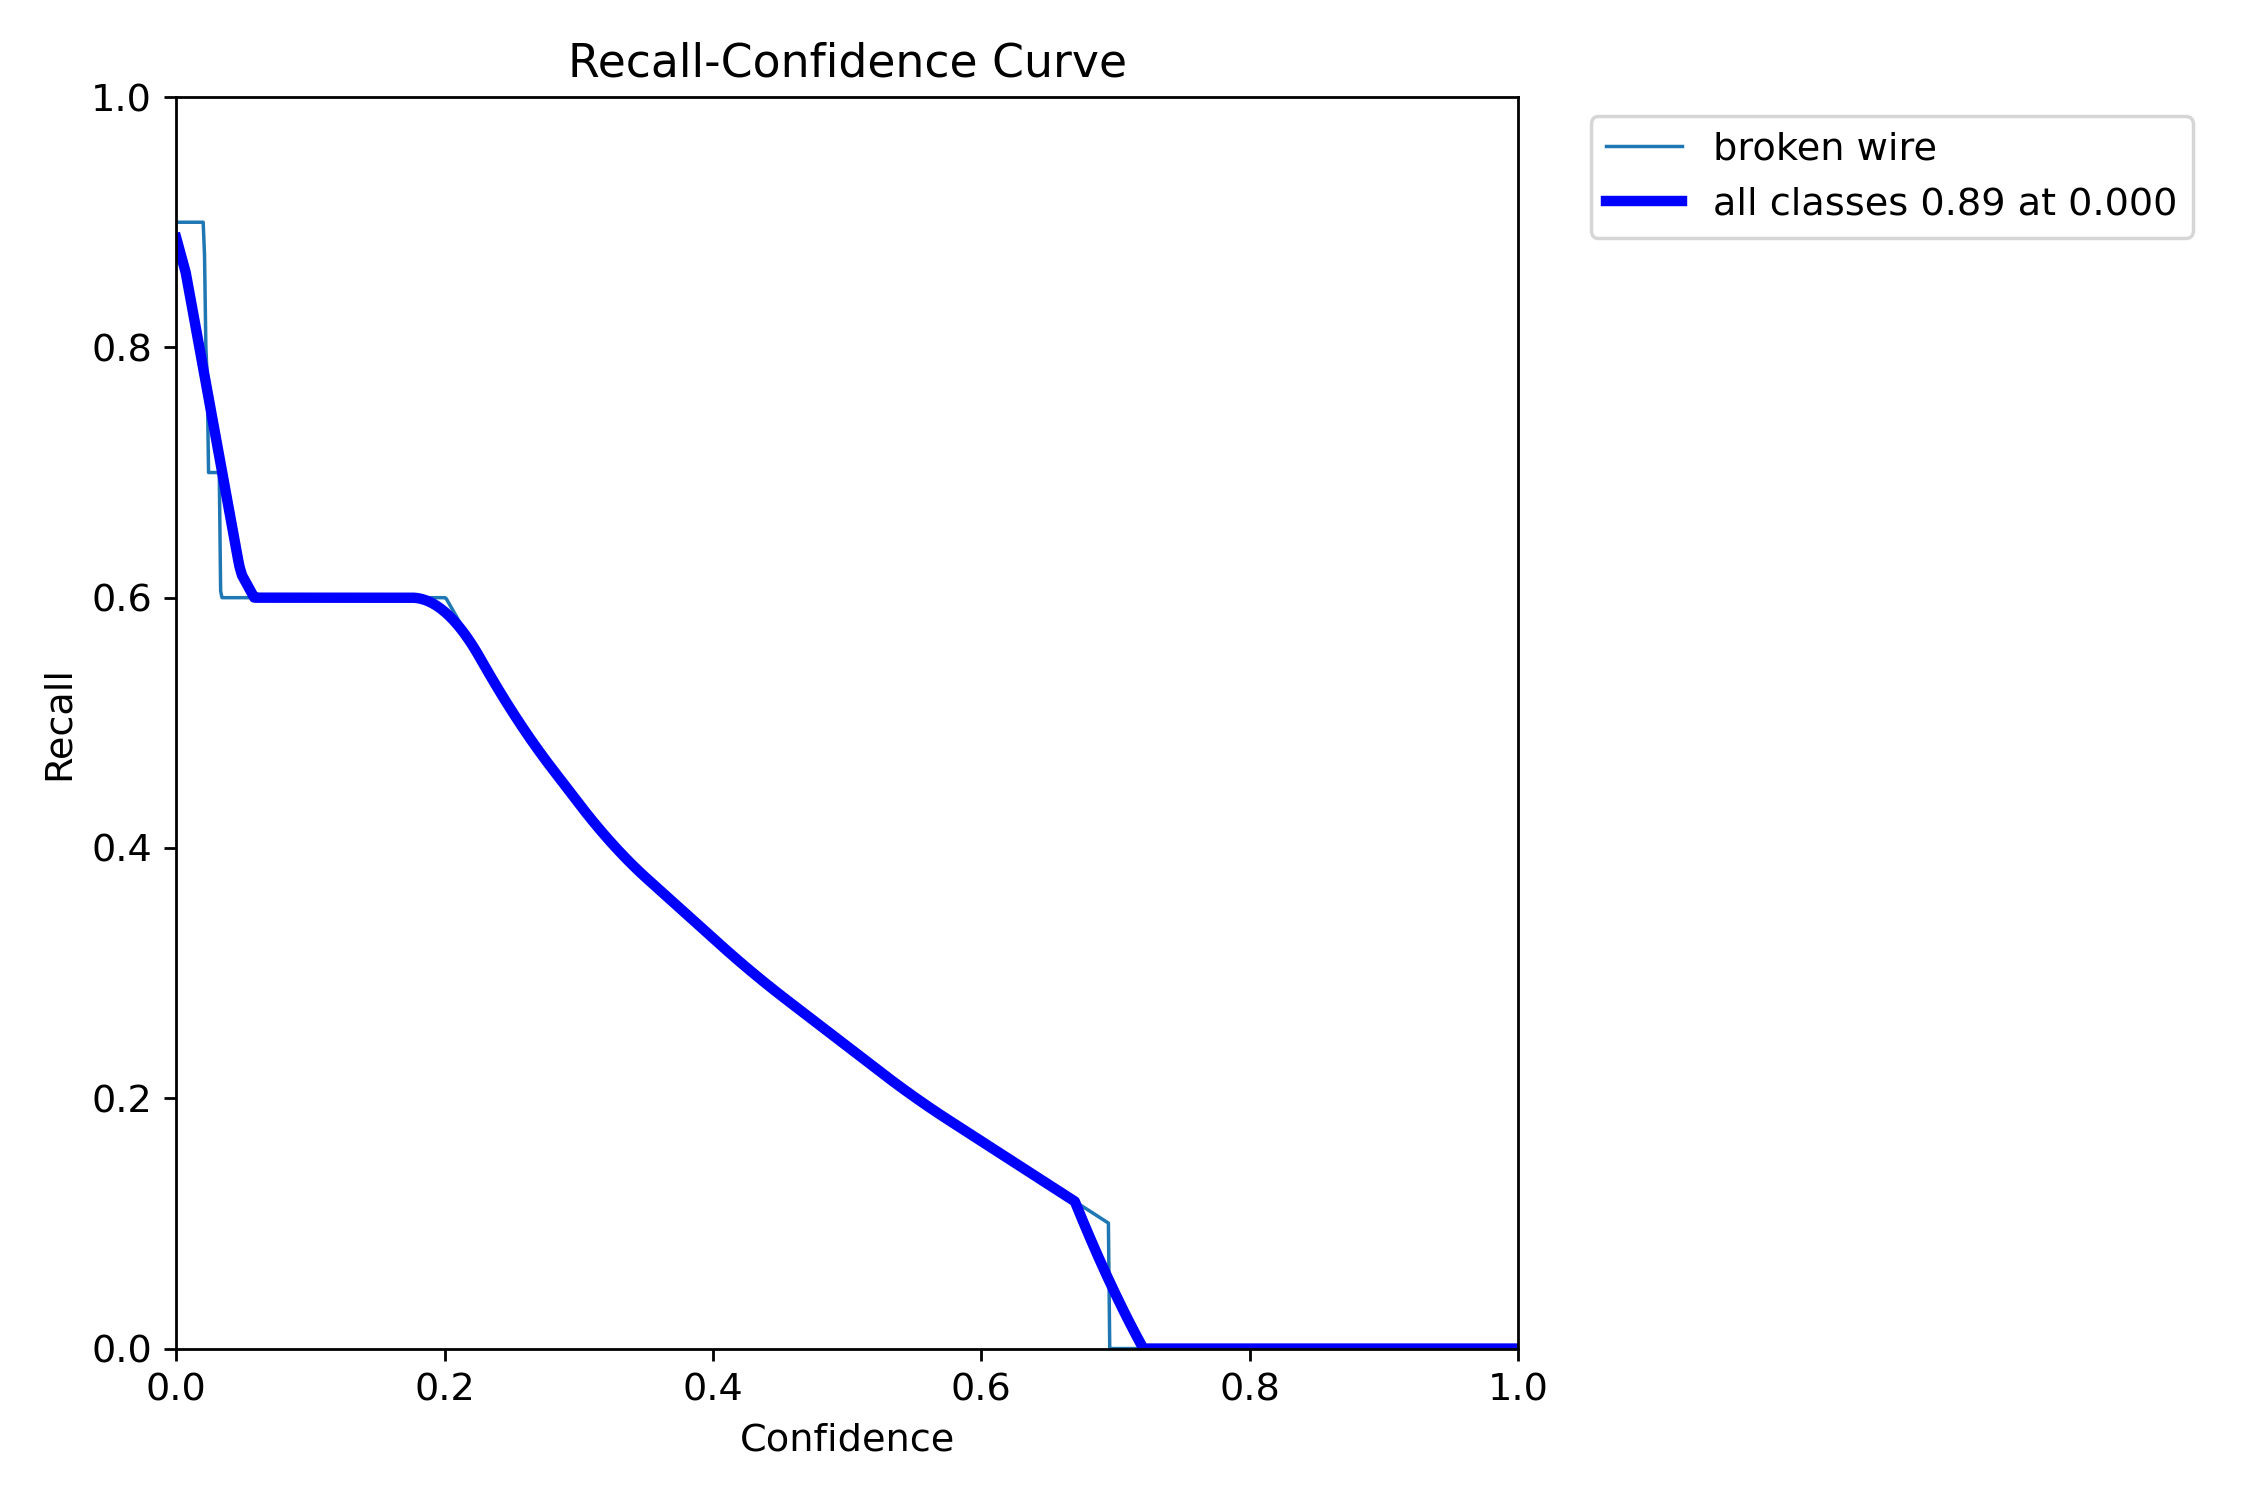 Recall-Confidence Curve
1.0
0.8
0.6
0.4
0.2
0.0
Recall
0.0 0.2 0.4 0.6 0.8 1.0
Confidence
broken wire
all classes 0.89 at 0.000